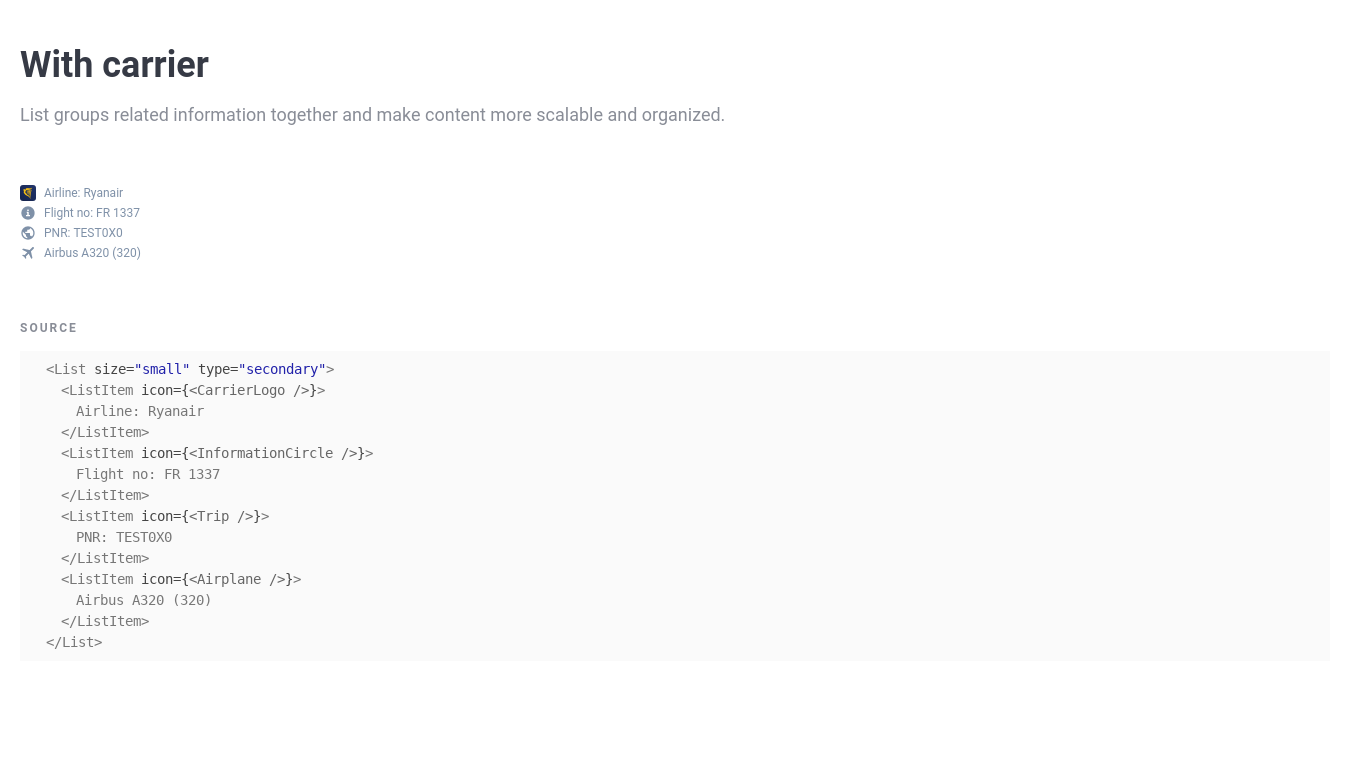 With carrier
List groups related information together and make content more scalable and organized.
Airline: Ryanair
Flight no: FR 1337
PNR: TEST0X0
Airbus A320 (320)
SOURCE
<List size="small" type="secondary">
<ListItem icon={<CarrierLogo />}>
Airline: Ryanair
</ListItem>
<ListItem icon={<InformationCircle />}>
Flight no: FR 1337
</ListItem>
<ListItem icon={<Trip />}>
PNR: TEST0X0
</ListItem>
<ListItem icon={<Airplane />}>
Airbus A320 (320)
</ListItem>
</List>